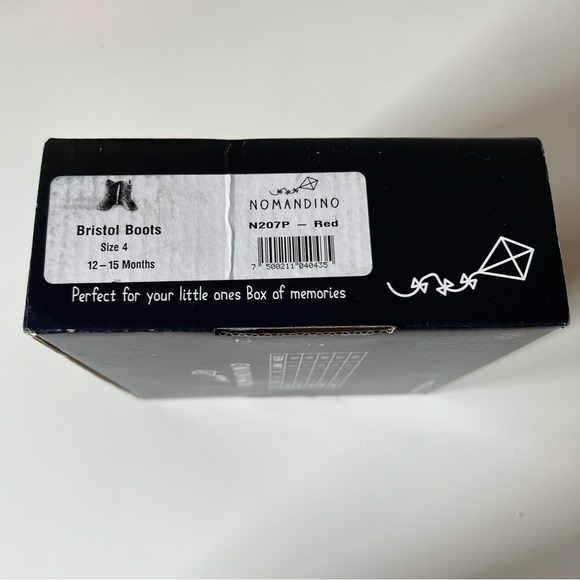 Bristol Boots
Size 4
12 – 15 Months
NOMANDINO
N207P – Red
7 500211 040435
Perfect for your little ones Box of memories
NOMANDINO